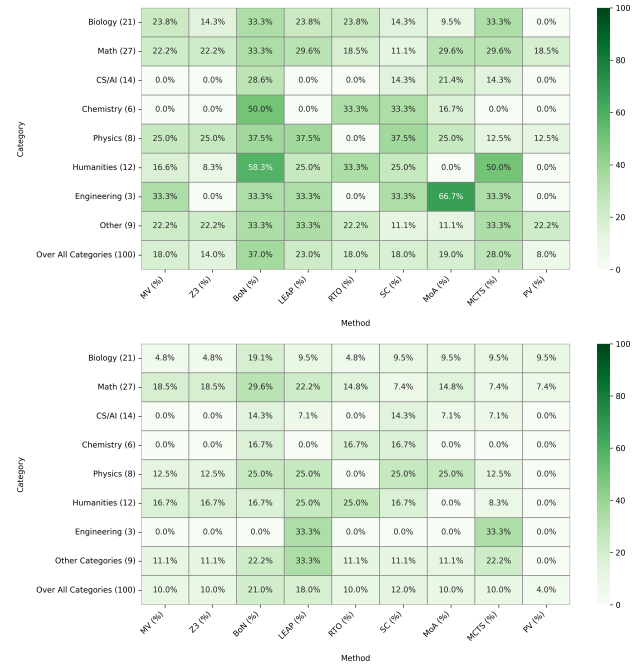 Biology (21) 23.8% 14.3% 33.3% 23.8% 23.8% 14.3% 9.5% 33.3% 0.0%
Math (27) 22.2% 22.2% 33.3% 29.6% 18.5% 11.1% 29.6% 29.6% 18.5%
CS/AI (14) 0.0% 0.0% 28.6% 0.0% 0.0% 14.3% 21.4% 14.3% 0.0%
Chemistry (6) 0.0% 0.0% 50.0% 0.0% 33.3% 33.3% 16.7% 0.0% 0.0%
Physics (8) 25.0% 25.0% 37.5% 37.5% 0.0% 37.5% 25.0% 12.5% 12.5%
Humanities (12) 16.6% 8.3% 58.3% 25.0% 33.3% 25.0% 0.0% 50.0% 0.0%
Engineering (3) 33.3% 0.0% 33.3% 33.3% 0.0% 33.3% 66.7% 33.3% 0.0%
Other (9) 22.2% 22.2% 33.3% 33.3% 22.2% 11.1% 11.1% 33.3% 22.2%
Over All Categories (100) 18.0% 14.0% 37.0% 23.0% 18.0% 18.0% 19.0% 28.0% 8.0%
MV (%) Z3 (%) BoN (%) LEAP (%) RTO (%) SC (%) MoA (%) MCTS (%) PV (%)
Method
Category
100
80
60
40
20
0
Biology (21) 4.8% 4.8% 19.1% 9.5% 4.8% 9.5% 9.5% 9.5% 9.5%
Math (27) 18.5% 18.5% 29.6% 22.2% 14.8% 7.4% 14.8% 7.4% 7.4%
CS/AI (14) 0.0% 0.0% 14.3% 7.1% 0.0% 14.3% 7.1% 7.1% 0.0%
Chemistry (6) 0.0% 0.0% 16.7% 0.0% 16.7% 16.7% 0.0% 0.0% 0.0%
Physics (8) 12.5% 12.5% 25.0% 25.0% 0.0% 25.0% 25.0% 12.5% 0.0%
Humanities (12) 16.7% 16.7% 16.7% 25.0% 25.0% 16.7% 0.0% 8.3% 0.0%
Engineering (3) 0.0% 0.0% 0.0% 33.3% 0.0% 0.0% 0.0% 33.3% 0.0%
Other Categories (9) 11.1% 11.1% 22.2% 33.3% 11.1% 11.1% 11.1% 22.2% 0.0%
Over All Categories (100) 10.0% 10.0% 21.0% 18.0% 10.0% 12.0% 10.0% 10.0% 4.0%
MV (%) Z3 (%) BoN (%) LEAP (%) RTO (%) SC (%) MoA (%) MCTS (%) PV (%)
Method
Category
100
80
60
40
20
0